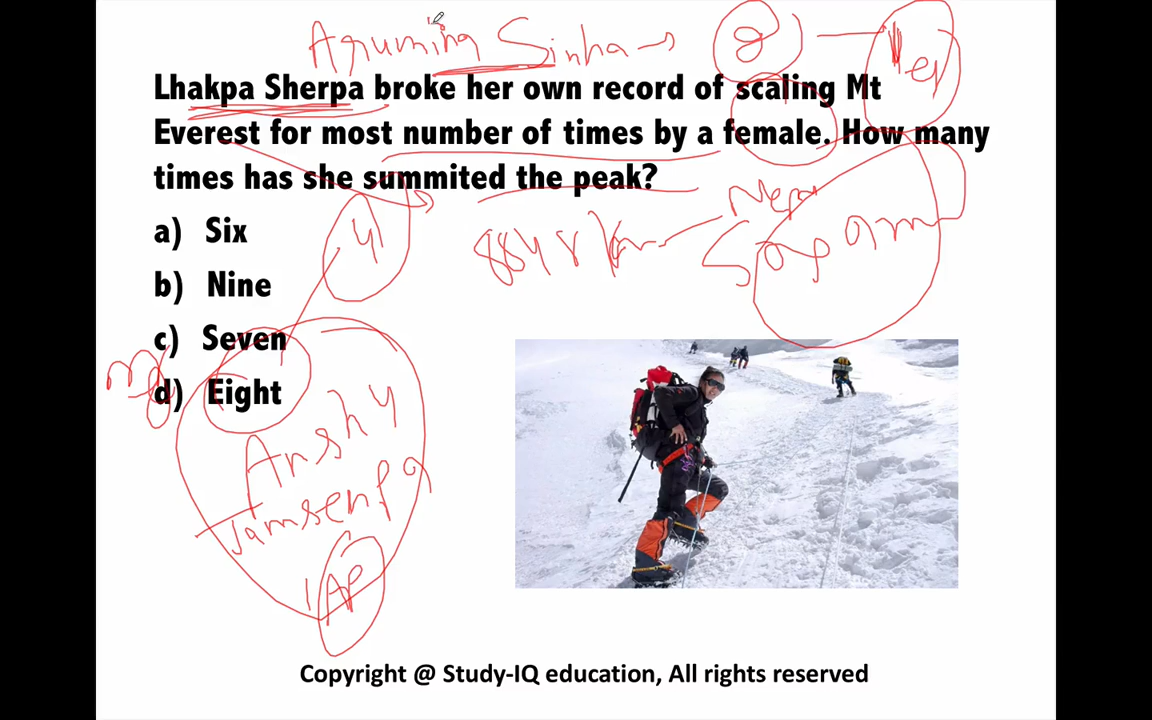 Arunima Sinha
Lhakpa Sherpa broke her own record of scaling Mt
Everest for most number of times by a female. How many
times has she summited the peak?
Nep
a) Six
8848
b) Nine
c) Seven
d) Eight
Anshu
Jamsenpa
AP
Copyright @ Study-IQ education, All rights reserved